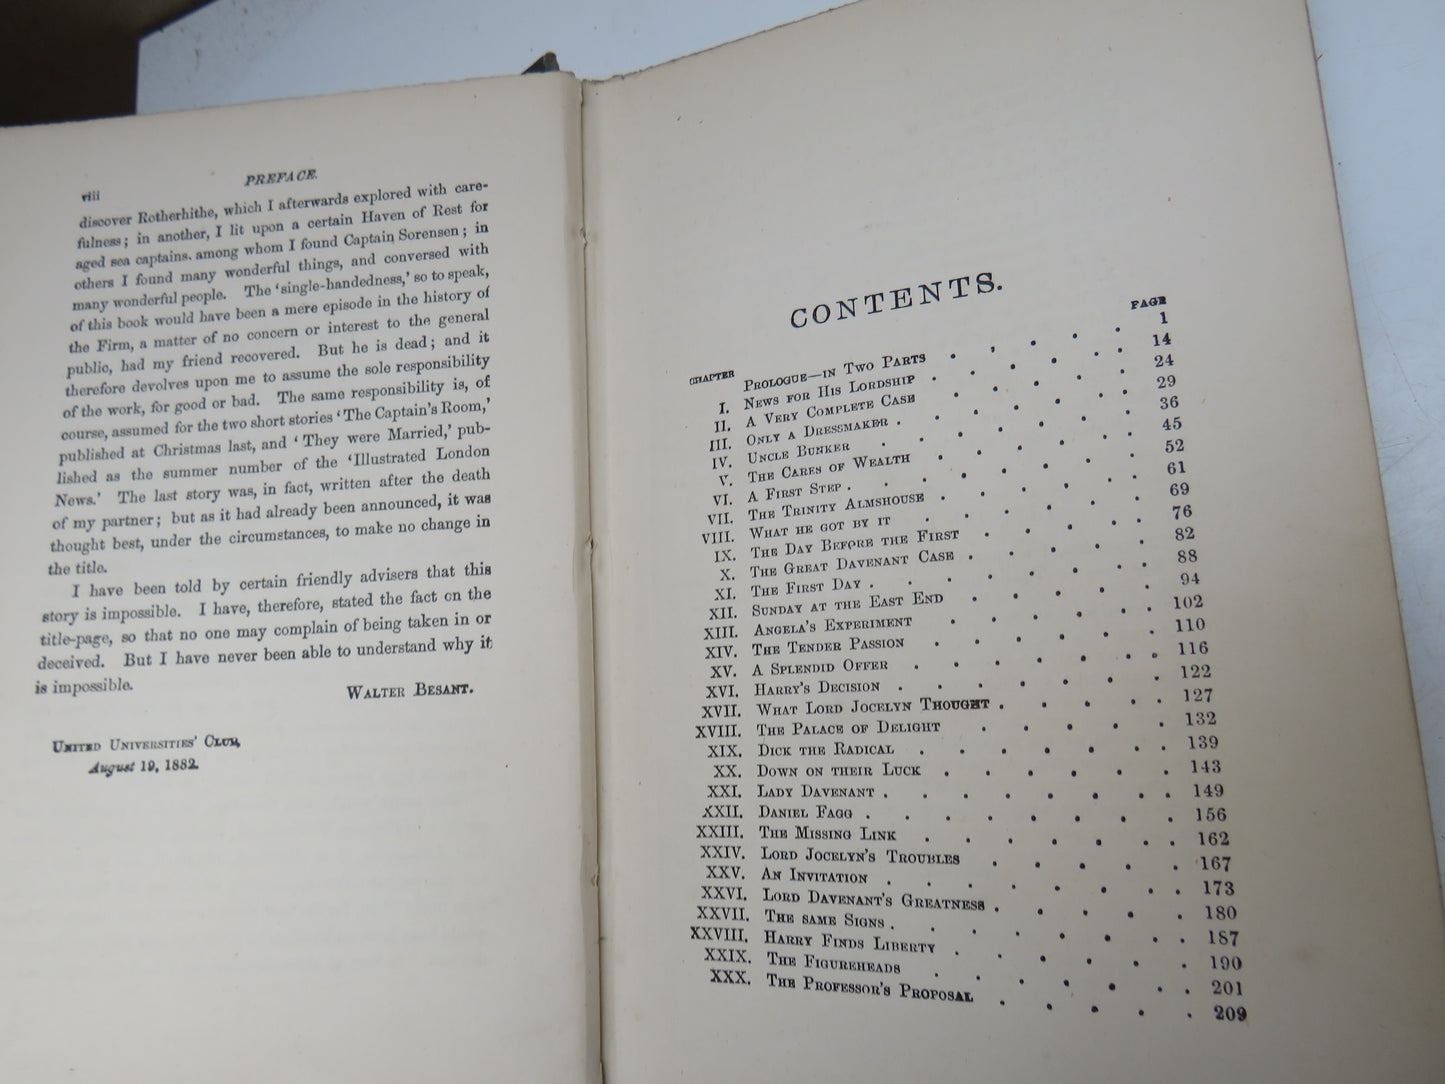 viii
PREFACE.
discover Rotherhithe, which I afterwards explored with care-
fulness; in another, I lit upon a certain Haven of Rest for
aged sea captains, among whom I found Captain Sorensen; in
others I found many wonderful things, and conversed with
many wonderful people. The 'single-handedness,' so to speak,
of this book would have been a mere episode in the history of
the Firm, a matter of no concern or interest to the general
public, had my friend recovered. But he is dead; and it
therefore devolves upon me to assume the sole responsibility
of the work, for good or bad. The same responsibility is, of
course, assumed for the two short stories 'The Captain's Room,'
published at Christmas last, and 'They were Married,' pub-
lished as the summer number of the 'Illustrated London
News.' The last story was, in fact, written after the death
of my partner; but as it had already been announced, it was
thought best, under the circumstances, to make no change in
the title.
I have been told by certain friendly advisers that this
story is impossible. I have, therefore, stated the fact on the
title-page, so that no one may complain of being taken in or
deceived. But I have never been able to understand why it
is impossible.
WALTER BESANT.
UNITED UNIVERSITIES' CLUB,
August 19, 1882.
CONTENTS.
CHAPTER PAGE
PROLOGUE—IN TWO PARTS . . . . . 1
I. NEWS FOR HIS LORDSHIP . . . . . 14
II. A VERY COMPLETE CASE . . . . . 24
III. ONLY A DRESSMAKER . . . . . . 29
IV. UNCLE BUNKER . . . . . . 36
V. THE CARES OF WEALTH . . . . . 45
VI. A FIRST STEP . . . . . . . 52
VII. THE TRINITY ALMSHOUSE . . . . . 61
VIII. WHAT HE GOT BY IT . . . . . 69
IX. THE DAY BEFORE THE FIRST . . . . 76
X. THE GREAT DAVENANT CASE . . . . . 82
XI. THE FIRST DAY . . . . . . . 88
XII. SUNDAY AT THE EAST END . . . . 94
XIII. ANGELA'S EXPERIMENT . . . . . 102
XIV. THE TENDER PASSION . . . . . 110
XV. A SPLENDID OFFER . . . . . . 116
XVI. HARRY'S DECISION . . . . . . 122
XVII. WHAT LORD JOCELYN THOUGHT . . . . . 127
XVIII. THE PALACE OF DELIGHT . . . . . 132
XIX. DICK THE RADICAL . . . . . . 139
XX. DOWN ON THEIR LUCK . . . . . . 143
XXI. LADY DAVENANT . . . . . . . 149
XXII. DANIEL FAGG . . . . . . . 156
XXIII. THE MISSING LINK . . . . . . 162
XXIV. LORD JOCELYN'S TROUBLES . . . . . 167
XXV. AN INVITATION . . . . . . . 173
XXVI. LORD DAVENANT'S GREATNESS . . . . . 180
XXVII. THE SAME SIGNS . . . . . . . 187
XXVIII. HARRY FINDS LIBERTY . . . . . . 190
XXIX. THE FIGUREHEADS . . . . . . 201
XXX. THE PROFESSOR'S PROPOSAL . . . . . 209